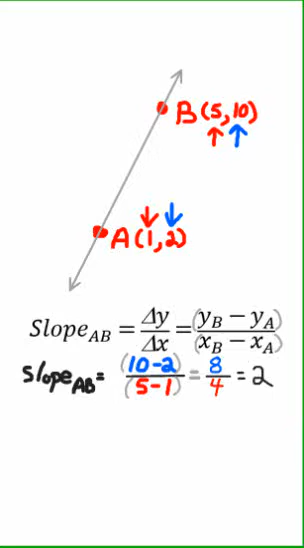 B(5,10)
A(1,2)
Slope_AB = Δy/Δx = (y_B − y_A)/(x_B − x_A)
Slope_AB = (10-2)/(5-1) = 8/4 = 2